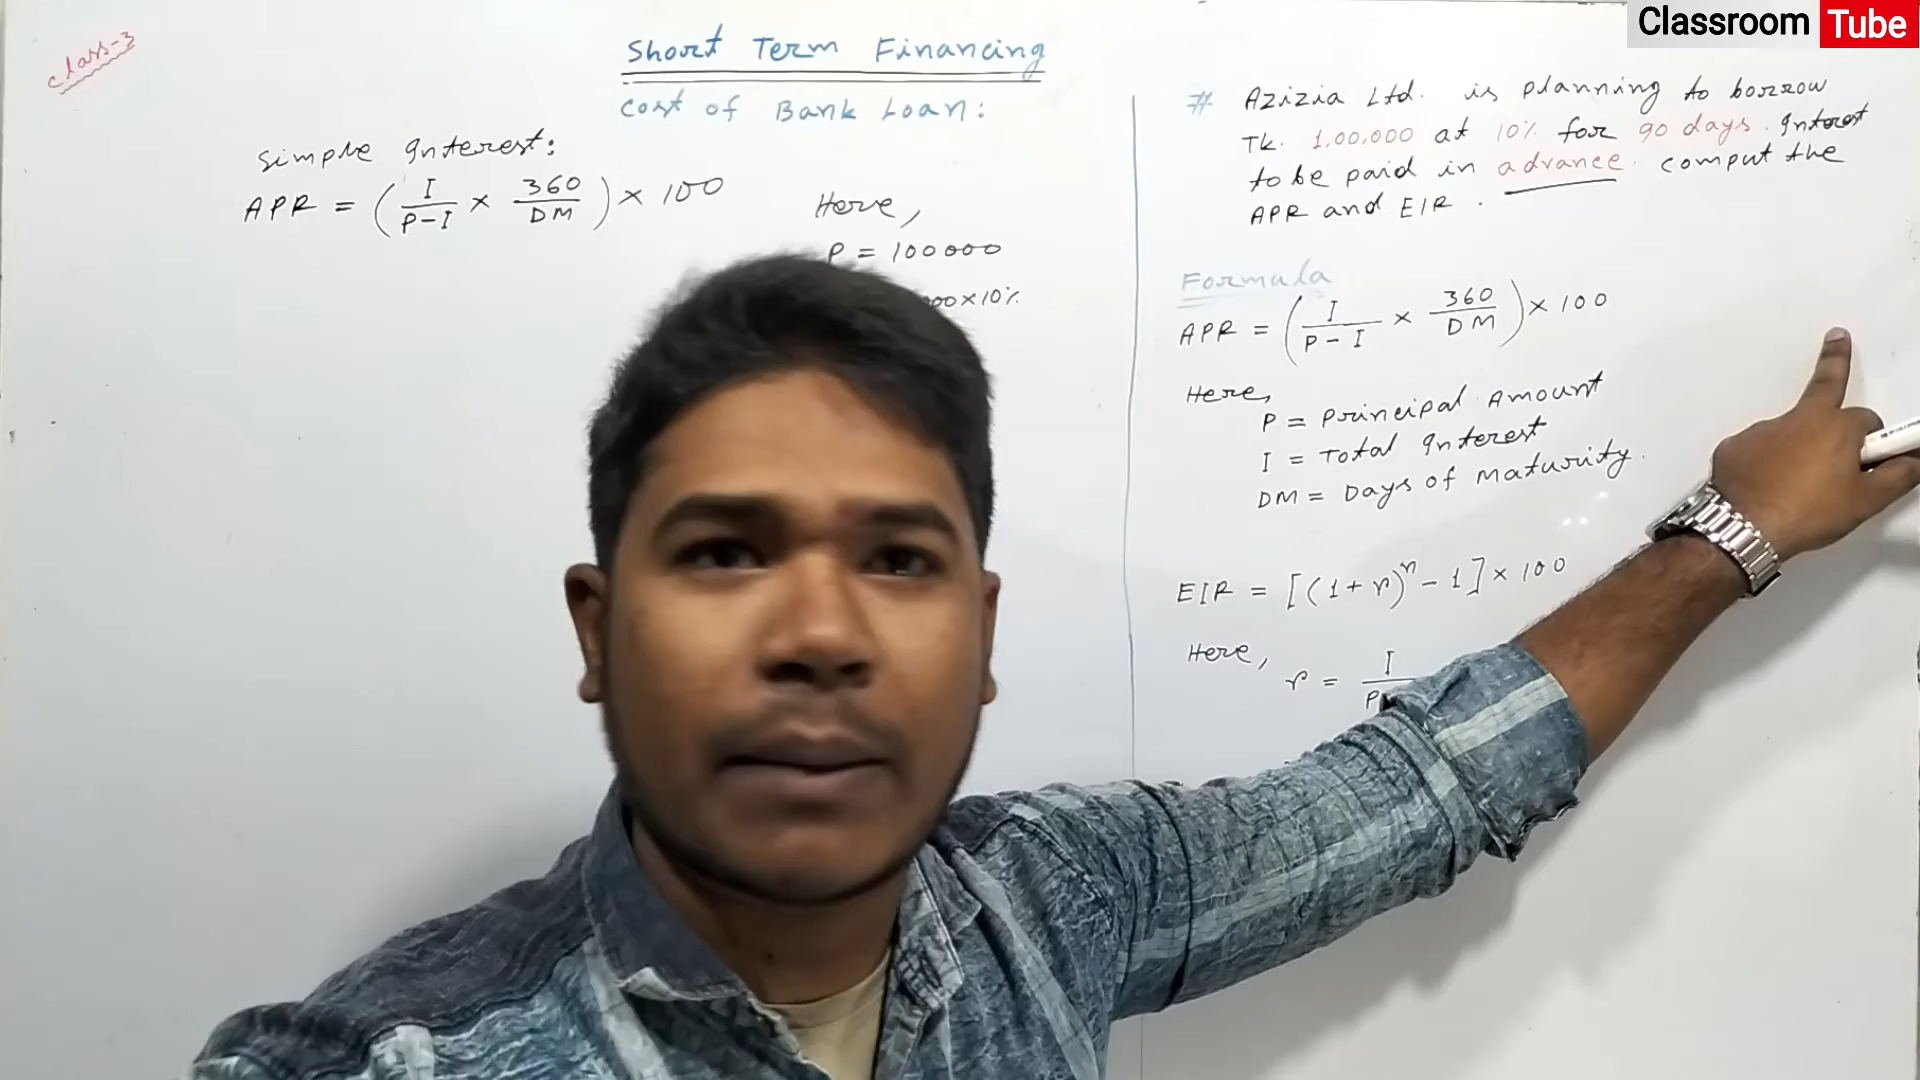 Classroom Tube
class-3
Short Term Financing
Cost of Bank Loan:
Simple Interest:
APR = (I/P-I × 360/DM) × 100
Here,
P = 100000
000×10%
# Azizia Ltd. is planning to borrow
TK. 1,00,000 at 10% for 90 days. Interest
to be paid in advance. comput the
APR and EIR.
Formula
APR = (I/P-I × 360/DM) × 100
Here,
P = Principal Amount
I = Total Interest
DM = Days of Maturity.
EIR = [(1+r)^n - 1] × 100
Here,
r = I/P